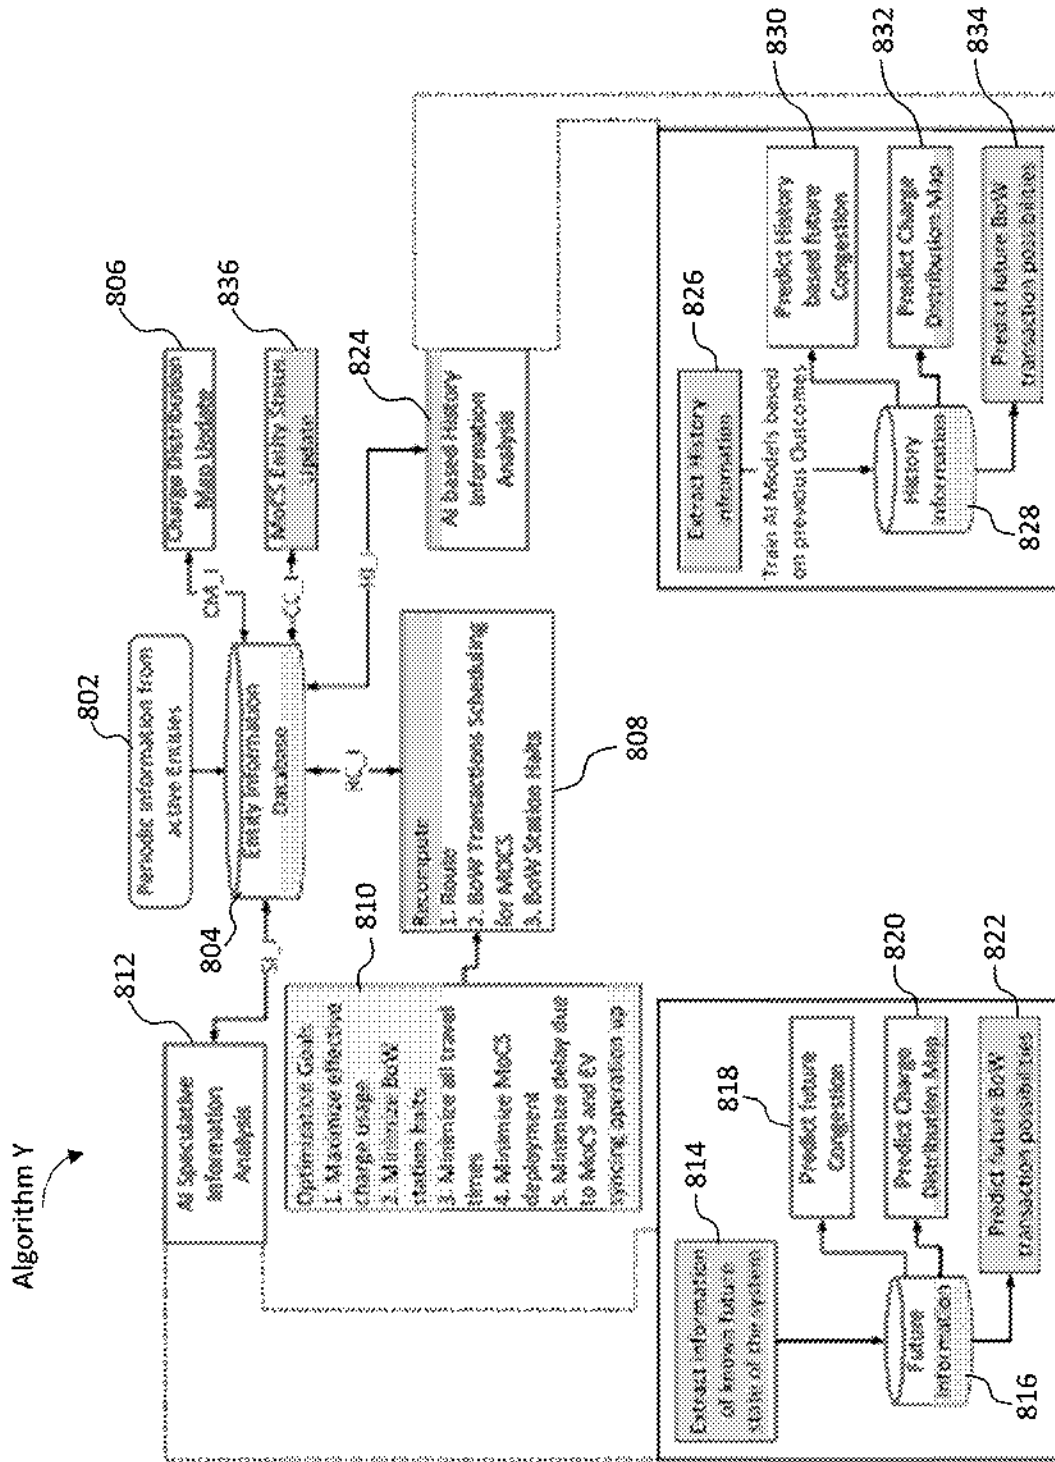 Algorithm Y
812
AI Speculative
Information
Analysis
802
Periodic Information from
active Entities
804
Entity Information
Database
806
Charge Distribution
Map Update
836
MoCS Entity Status
Update
824
AI based History
Information
Analysis
810
Optimization Goals
1. Maximize effective
charge usage
2. Minimize BoW
station halts
3. Minimize all travel
times
4. Minimize MoCS
deployment
5. Minimize delay due
to MoCS and EV
syncing operation
808
Recompute
1. Route
2. BoW Transactions Scheduling
for MOCS
3. BoW Station Halts
814
Extract information
of known future
state of the system
816
Future
Information
818
Predict future
Congestion
820
Predict Charge
Distribution Map
822
Predict future BoW
transaction possibilities
826
Extract History
information
Train AI Models based
on previous Outcomes
828
History
Information
830
Predict History
based future
Congestion
832
Predict Charge
Distribution Map
834
Predict future BoW
transaction possibilities